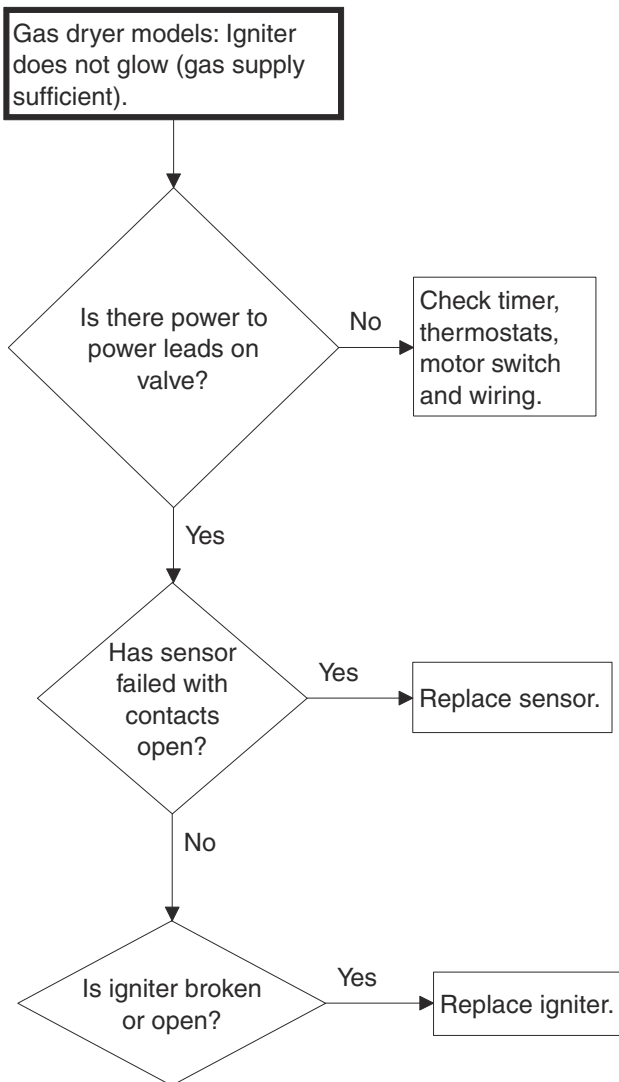 Gas dryer models: Igniter
does not glow (gas supply
sufficient).
Is there power to
power leads on
valve?
No
Check timer,
thermostats,
motor switch
and wiring.
Yes
Has sensor
failed with
contacts
open?
Yes
Replace sensor.
No
Is igniter broken
or open?
Yes
Replace igniter.